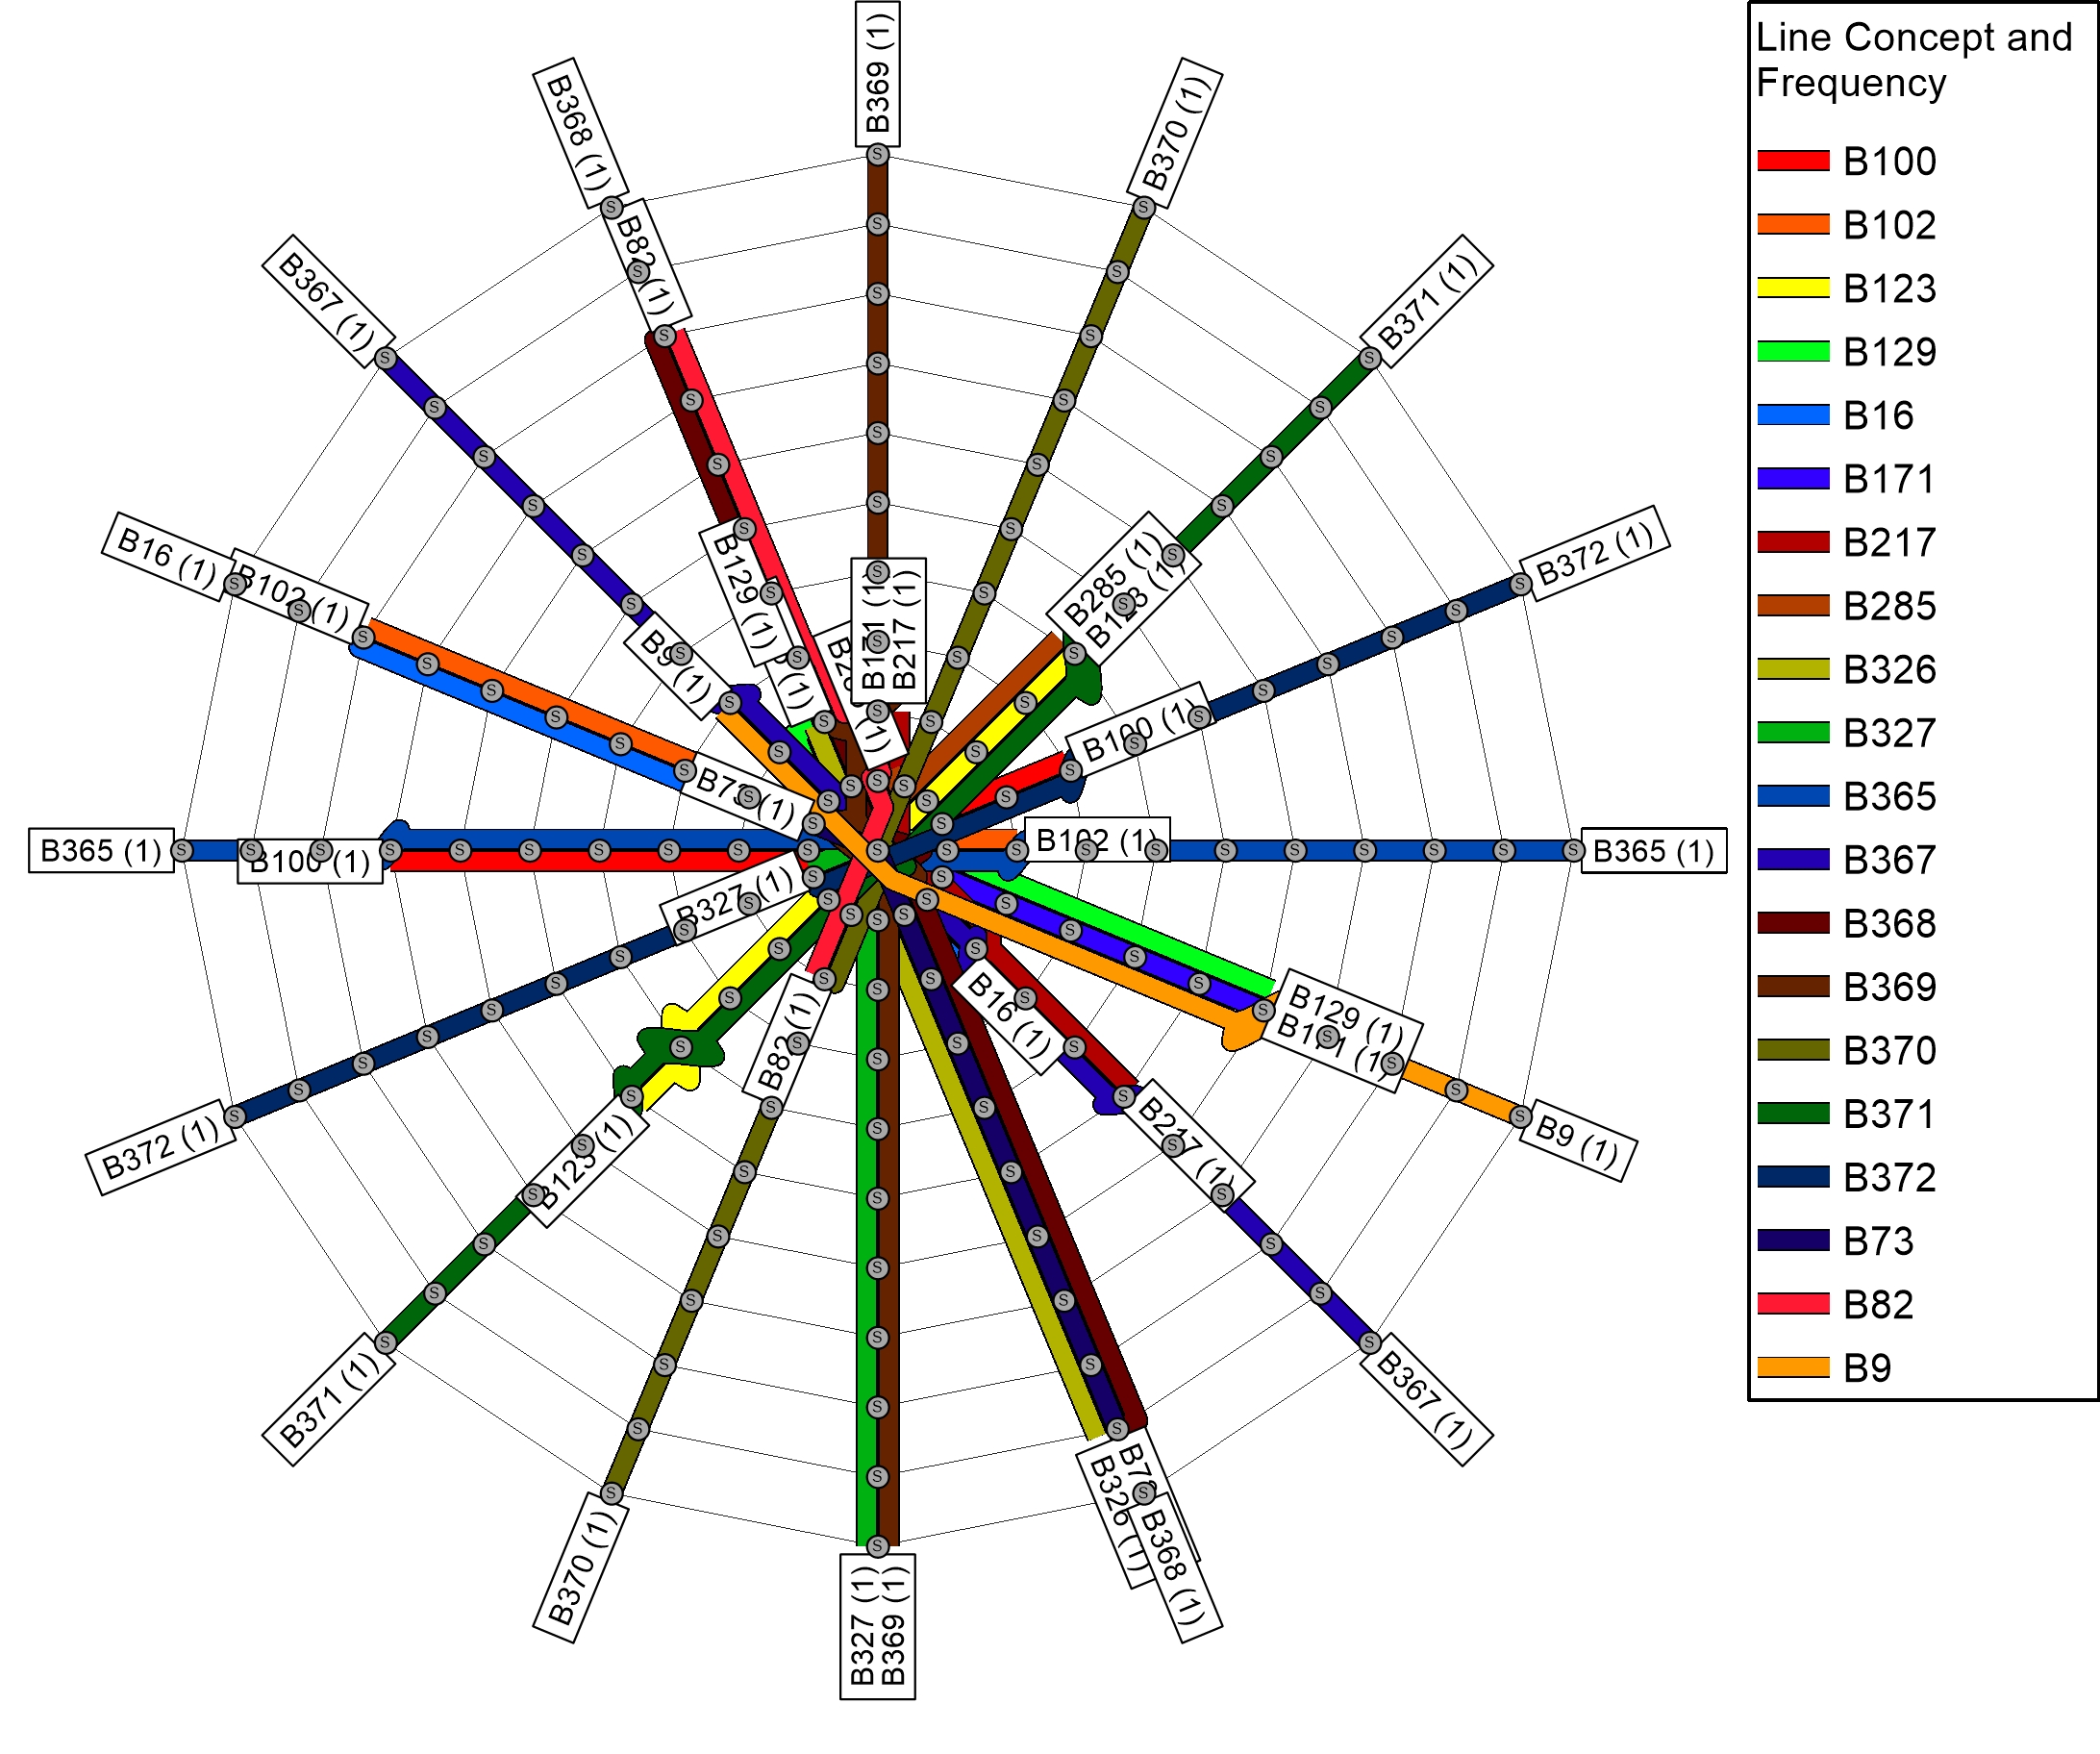 B369 (1)
B368 (1)
B370 (1)
B82 (1)
B367 (1)
B371 (1)
B16 (1)
B102 (1)
B372 (1)
B129 (1)
B285 (1)
B123 (1)
B171 (1)
B217 (1)
B9 (1)
B100 (1)
B73 (1)
B365 (1)
B100 (1)
B102 (1)
B365 (1)
B327 (1)
B16 (1)
B129 (1)
B171 (1)
B82 (1)
B9 (1)
B372 (1)
B123 (1)
B217 (1)
B371 (1)
B367 (1)
B370 (1)
B326 (1)
B368 (1)
B327 (1)
B369 (1)
Line Concept and
Frequency
B100
B102
B123
B129
B16
B171
B217
B285
B326
B327
B365
B367
B368
B369
B370
B371
B372
B73
B82
B9
S